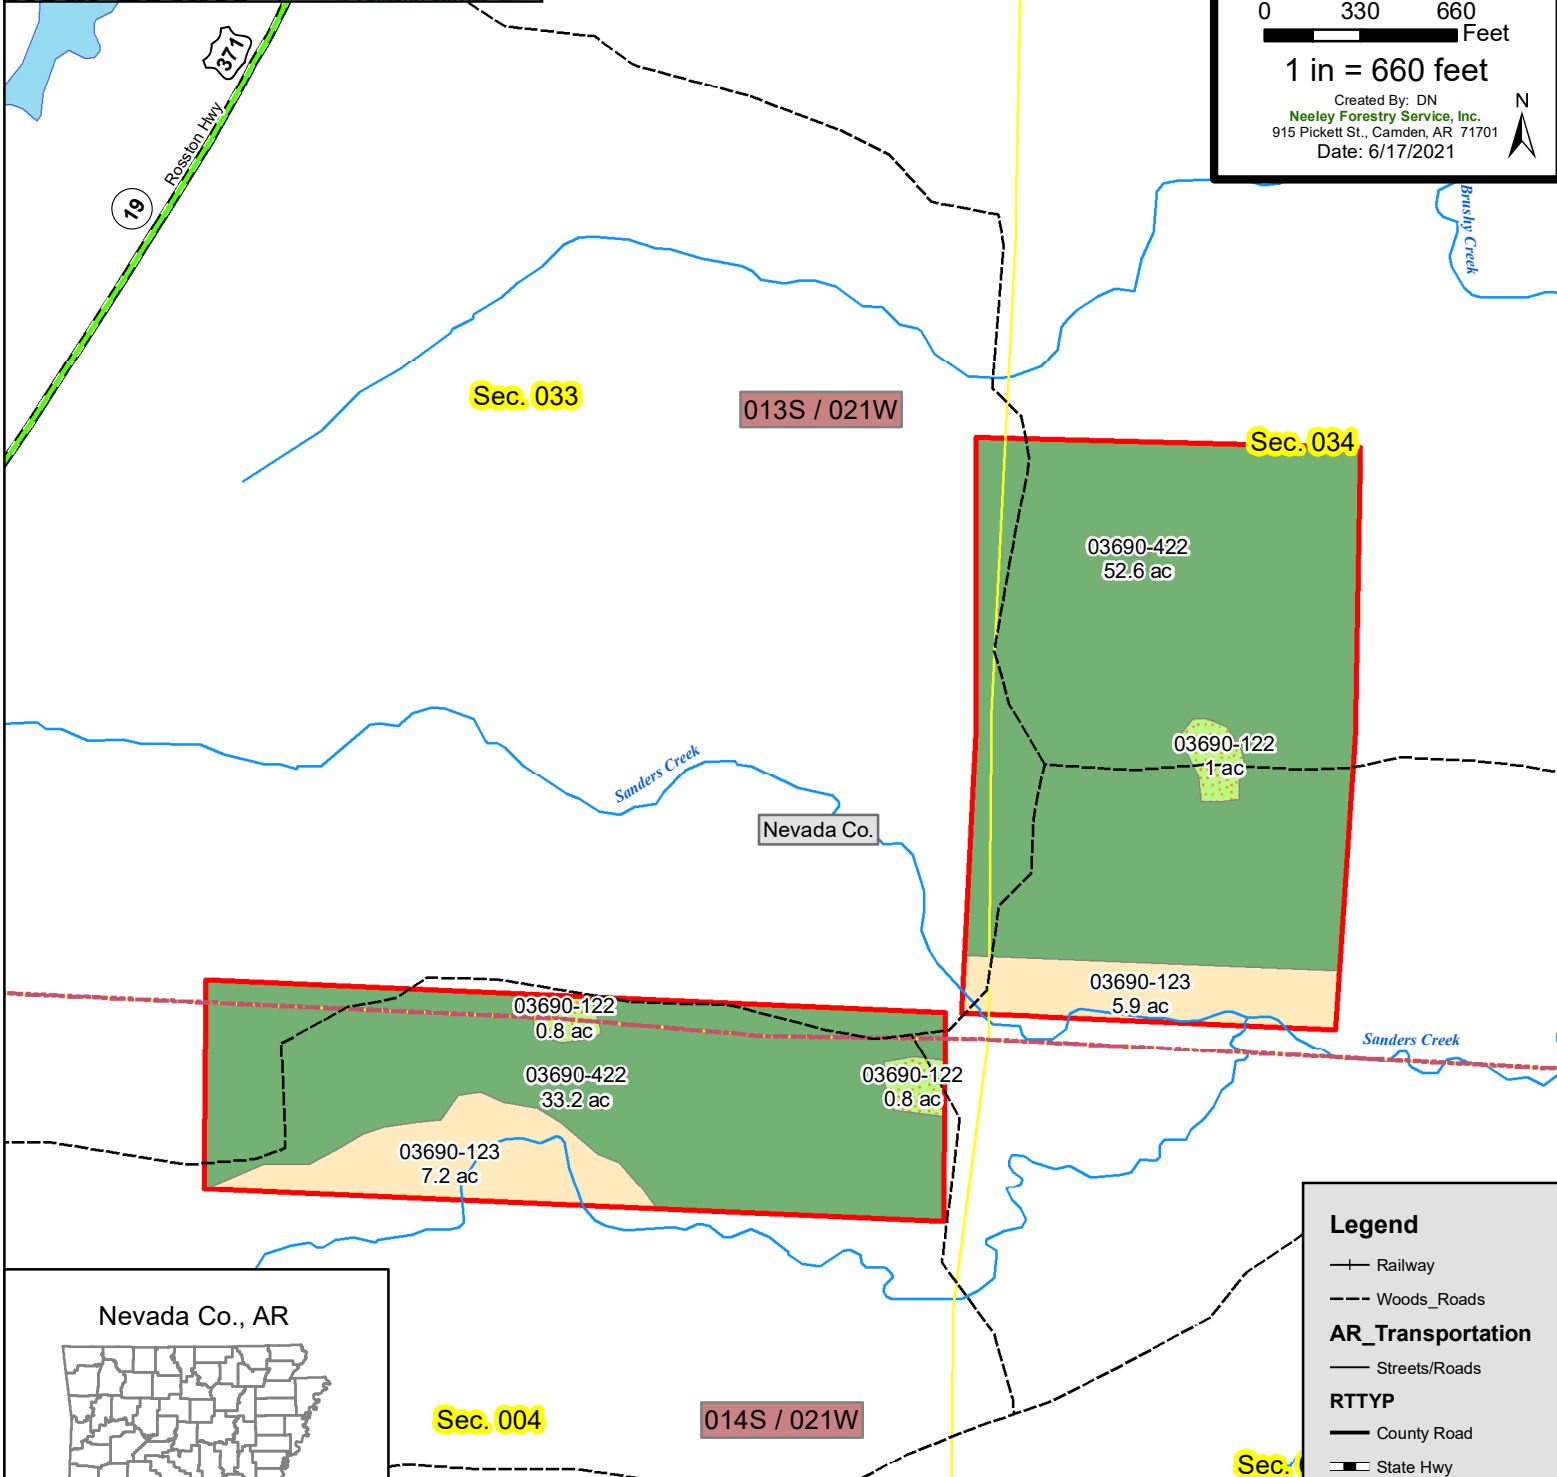 0 330 660
Feet
1 in = 660 feet
Created By: DN
Neeley Forestry Service, Inc.
915 Pickett St., Camden, AR 71701
Date: 6/17/2021
N
371
Rosston Hwy
19
Brushy Creek
Sec. 033
013S / 021W
Sec. 034
03690-422
52.6 ac
03690-122
1 ac
Sanders Creek
Nevada Co.
03690-123
5.9 ac
03690-122
0.8 ac
Sanders Creek
03690-422
33.2 ac
03690-122
0.8 ac
03690-123
7.2 ac
Nevada Co., AR
Sec. 004
014S / 021W
Sec.
Legend
Railway
Woods_Roads
AR_Transportation
Streets/Roads
RTTYP
County Road
State Hwy